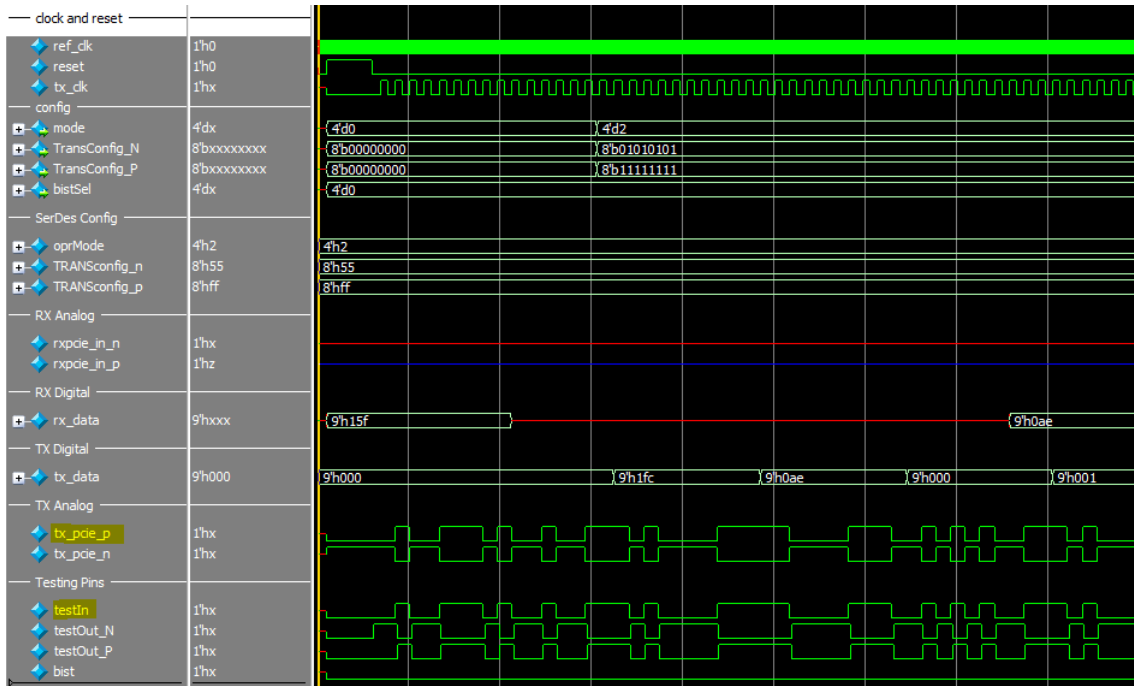 clock and reset
ref_clk 1'h0
reset 1'h0
tx_clk 1'hx
config
mode 4'dx 4'd0 4'd2
TransConfig_N 8'bxxxxxxxx 8'b00000000 8'b01010101
TransConfig_P 8'bxxxxxxxx 8'b00000000 8'b11111111
bistSel 4'dx 4'd0
SerDes Config
oprMode 4'h2 4'h2
TRANSconfig_n 8'h55 8'h55
TRANSconfig_p 8'hff 8'hff
RX Analog
rxpcie_in_n 1'hx
rxpcie_in_p 1'hz
RX Digital
rx_data 9'hxxx 9'h15f 9'h0ae
TX Digital
tx_data 9'h000 9'h000 9'h1fc 9'h0ae 9'h000 9'h001
TX Analog
tx_pcie_p 1'hx
tx_pcie_n 1'hx
Testing Pins
testIn 1'hx
testOut_N 1'hx
testOut_P 1'hx
bist 1'hx